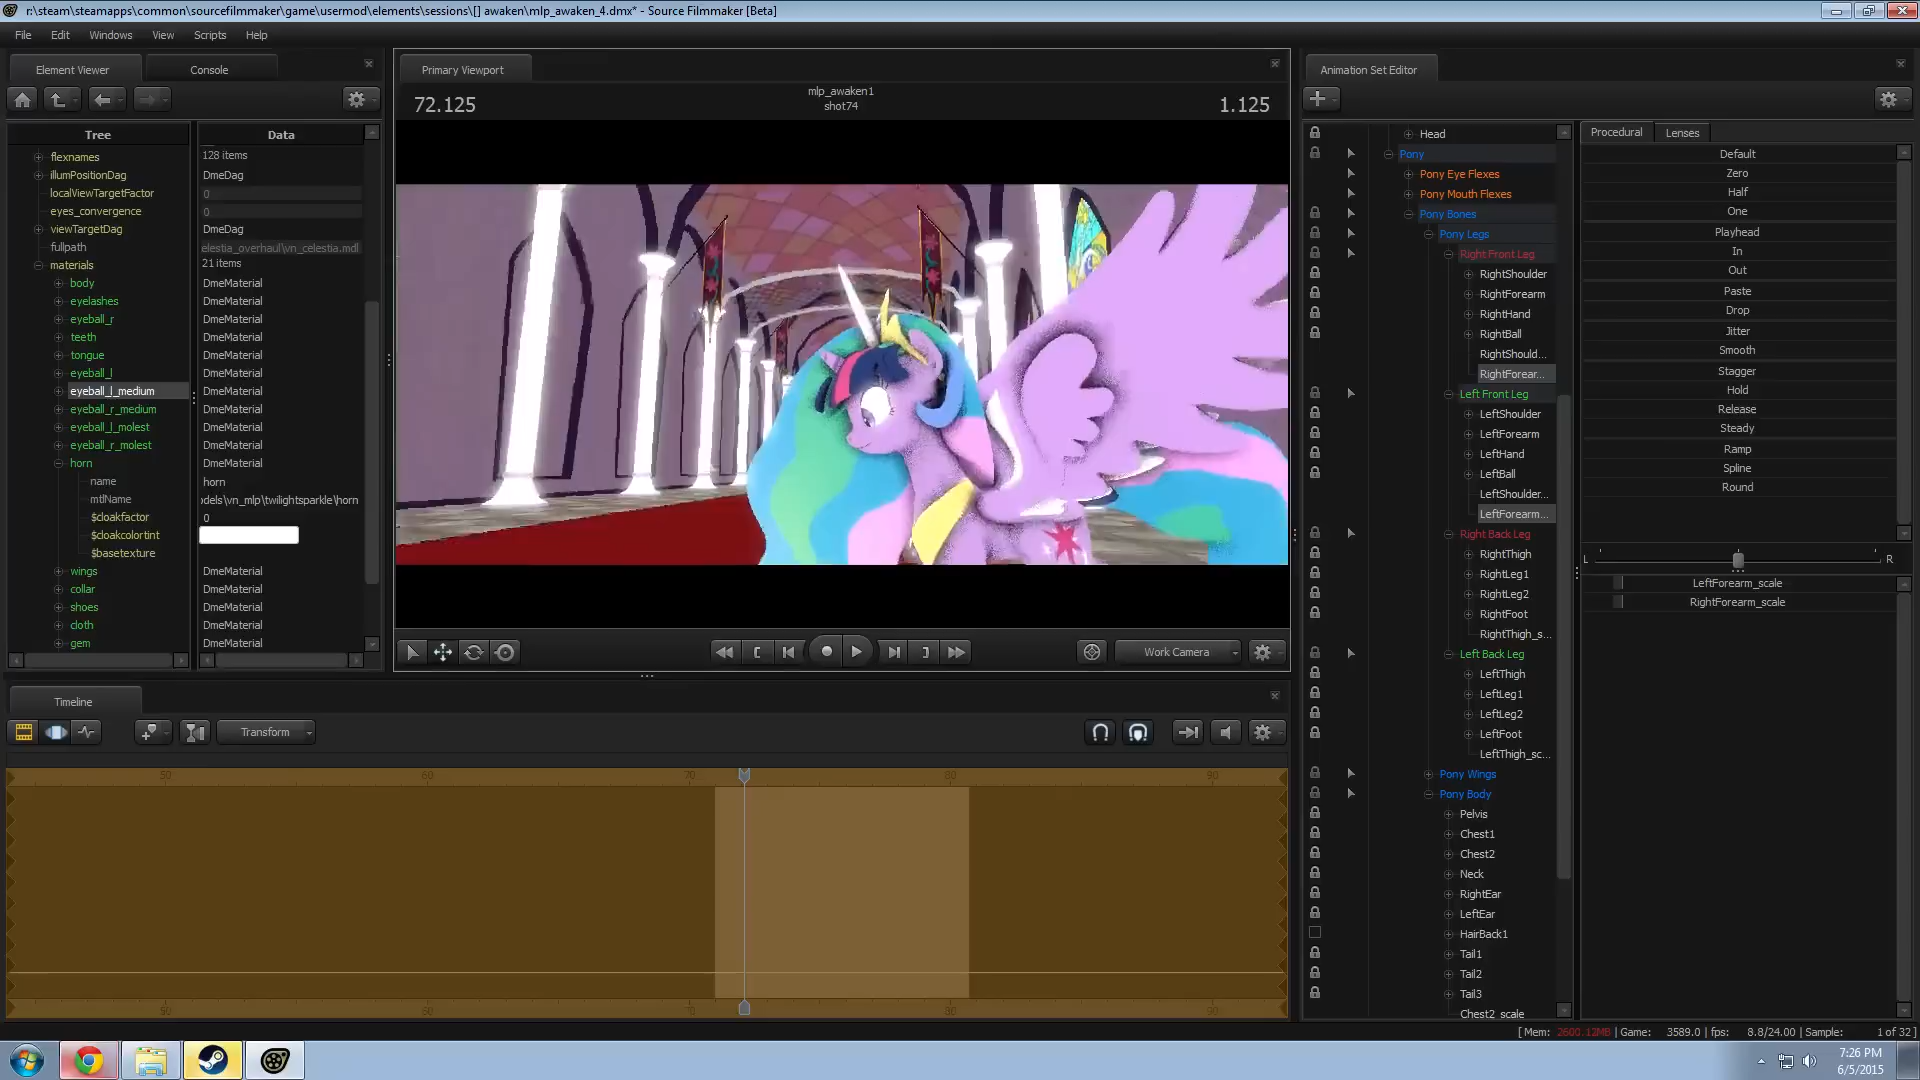 r:\steam\steamapps\common\sourcefilmmaker\game\usermod\elements\sessions\[] awaken\mlp_awaken_4.dmx* - Source Filmmaker [Beta]
File Edit Windows View Scripts Help
Element Viewer Console
Tree Data
flexnames 128 items
illumPositionDag DmeDag
localViewTargetFactor 0
eyes_convergence 0
viewTargetDag DmeDag
fullpath elestia_overhaul\vn_celestia.mdl
materials 21 items
body DmeMaterial
eyelashes DmeMaterial
eyeball_r DmeMaterial
teeth DmeMaterial
tongue DmeMaterial
eyeball_l DmeMaterial
eyeball_l_medium DmeMaterial
eyeball_r_medium DmeMaterial
eyeball_l_molest DmeMaterial
eyeball_r_molest DmeMaterial
horn DmeMaterial
name horn
mtlName odels\vn_mlp\twilightsparkle\horn
$cloakfactor 0
$cloakcolortint
$basetexture
wings DmeMaterial
collar DmeMaterial
shoes DmeMaterial
cloth DmeMaterial
gem DmeMaterial
Primary Viewport
72.125
mlp_awaken1
shot74
1.125
Work Camera
Timeline
Transform
50 60 70 80 90
50 60 70 80 90
Animation Set Editor
Head
Pony
Pony Eye Flexes
Pony Mouth Flexes
Pony Bones
Pony Legs
Right Front Leg
RightShoulder
RightForearm
RightHand
RightBall
RightShould...
RightForear...
Left Front Leg
LeftShoulder
LeftForearm
LeftHand
LeftBall
LeftShoulder...
LeftForearm...
Right Back Leg
RightThigh
RightLeg1
RightLeg2
RightFoot
RightThigh_s...
Left Back Leg
LeftThigh
LeftLeg1
LeftLeg2
LeftFoot
LeftThigh_sc...
Pony Wings
Pony Body
Pelvis
Chest1
Chest2
Neck
RightEar
LeftEar
HairBack1
Tail1
Tail2
Tail3
Chest2_scale
Procedural Lenses
Default
Zero
Half
One
Playhead
In
Out
Paste
Drop
Jitter
Smooth
Stagger
Hold
Release
Steady
Ramp
Spline
Round
L R
LeftForearm_scale
RightForearm_scale
[ Mem: 2600.12MB | Game: 3589.0 | fps: 8.8/24.00 | Sample: 1 of 32 ]
7:26 PM
6/5/2015